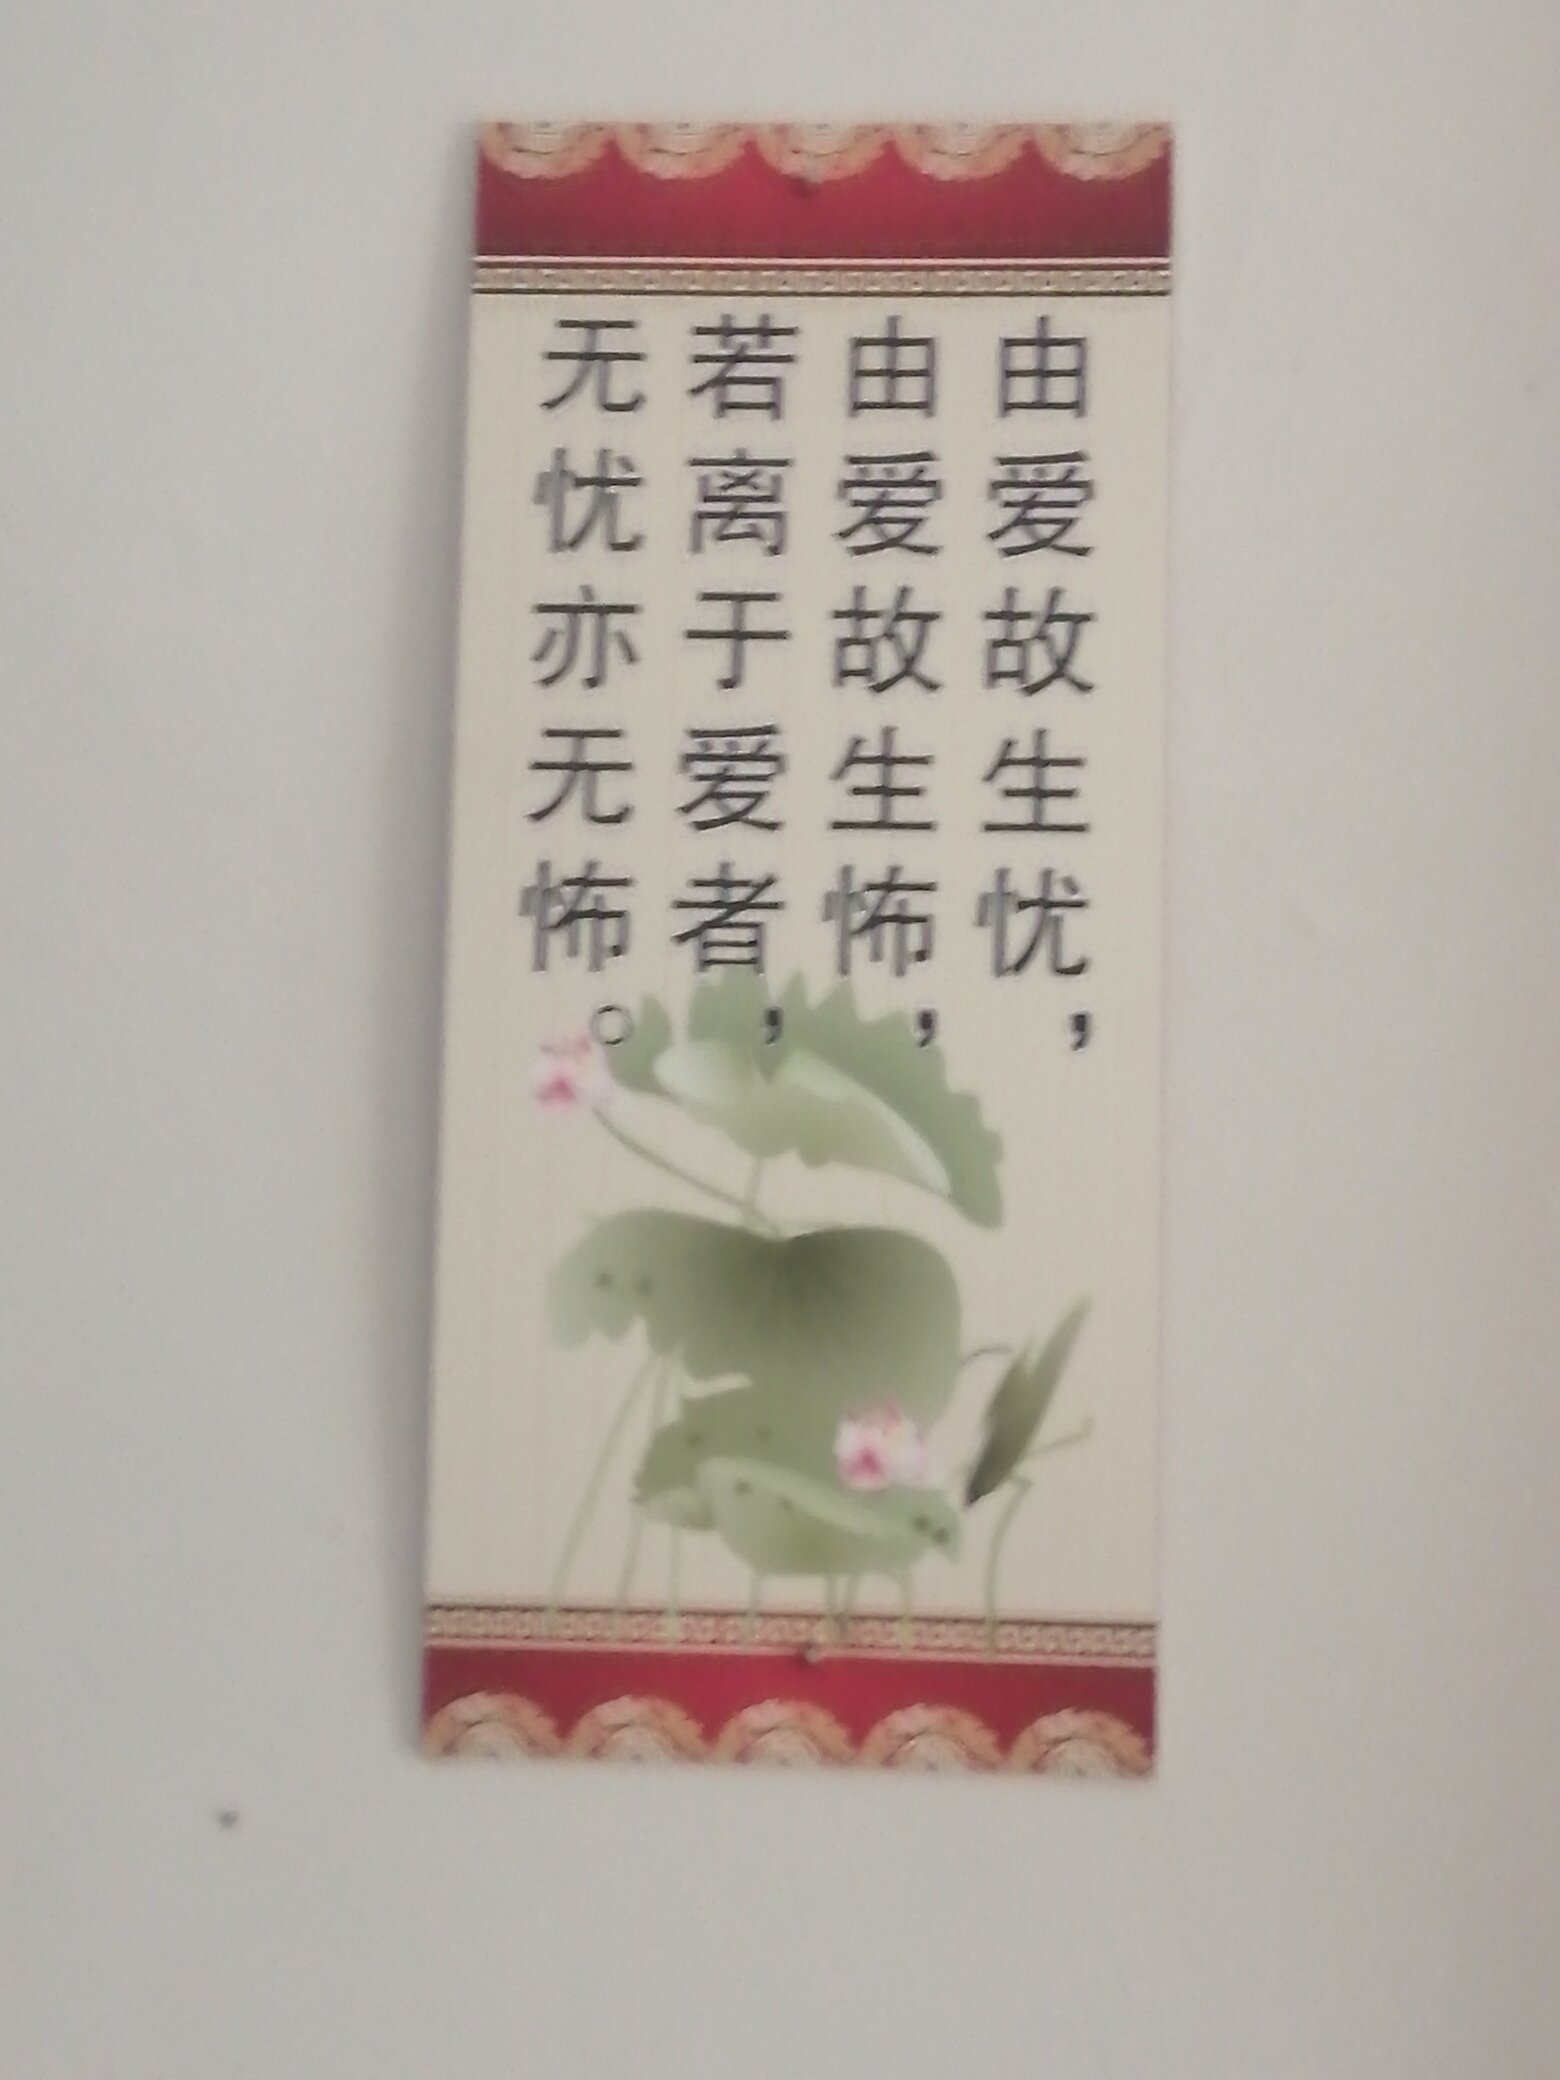 由爱故生忧，
由爱故生怖，
若离于爱者，
无忧亦无怖。